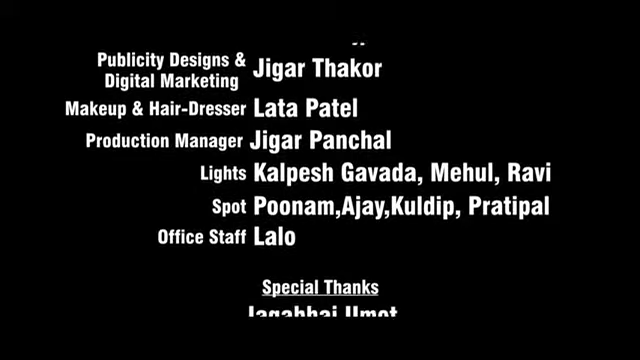 Publicity Designs & Jigar Thakor
Digital Marketing
Makeup & Hair-Dresser Lata Patel
Production Manager Jigar Panchal
Lights Kalpesh Gavada, Mehul, Ravi
Spot Poonam,Ajay,Kuldip, Pratipal
Office Staff Lalo
Special Thanks